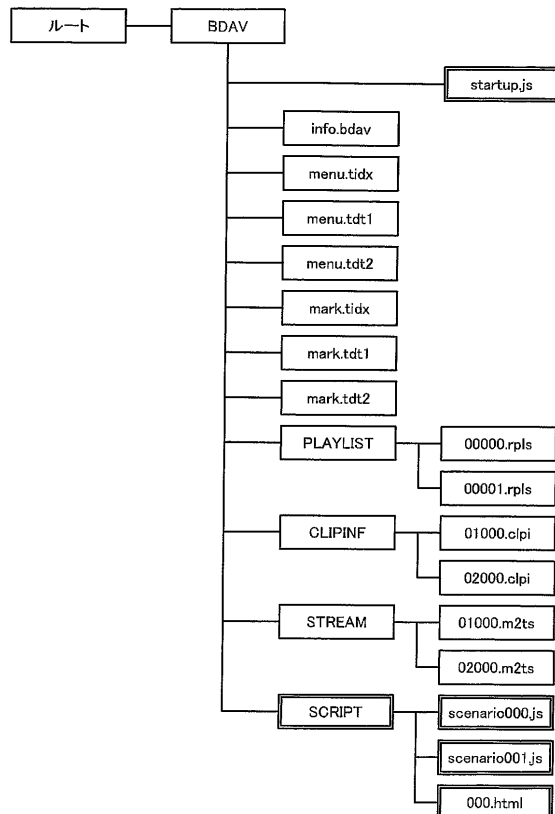 ルート
BDAV
startup.js
info.bdav
menu.tidx
menu.tdt1
menu.tdt2
mark.tidx
mark.tdt1
mark.tdt2
PLAYLIST
00000.rpls
00001.rpls
CLIPINF
01000.clpi
02000.clpi
STREAM
01000.m2ts
02000.m2ts
SCRIPT
scenario000.js
scenario001.js
000.html